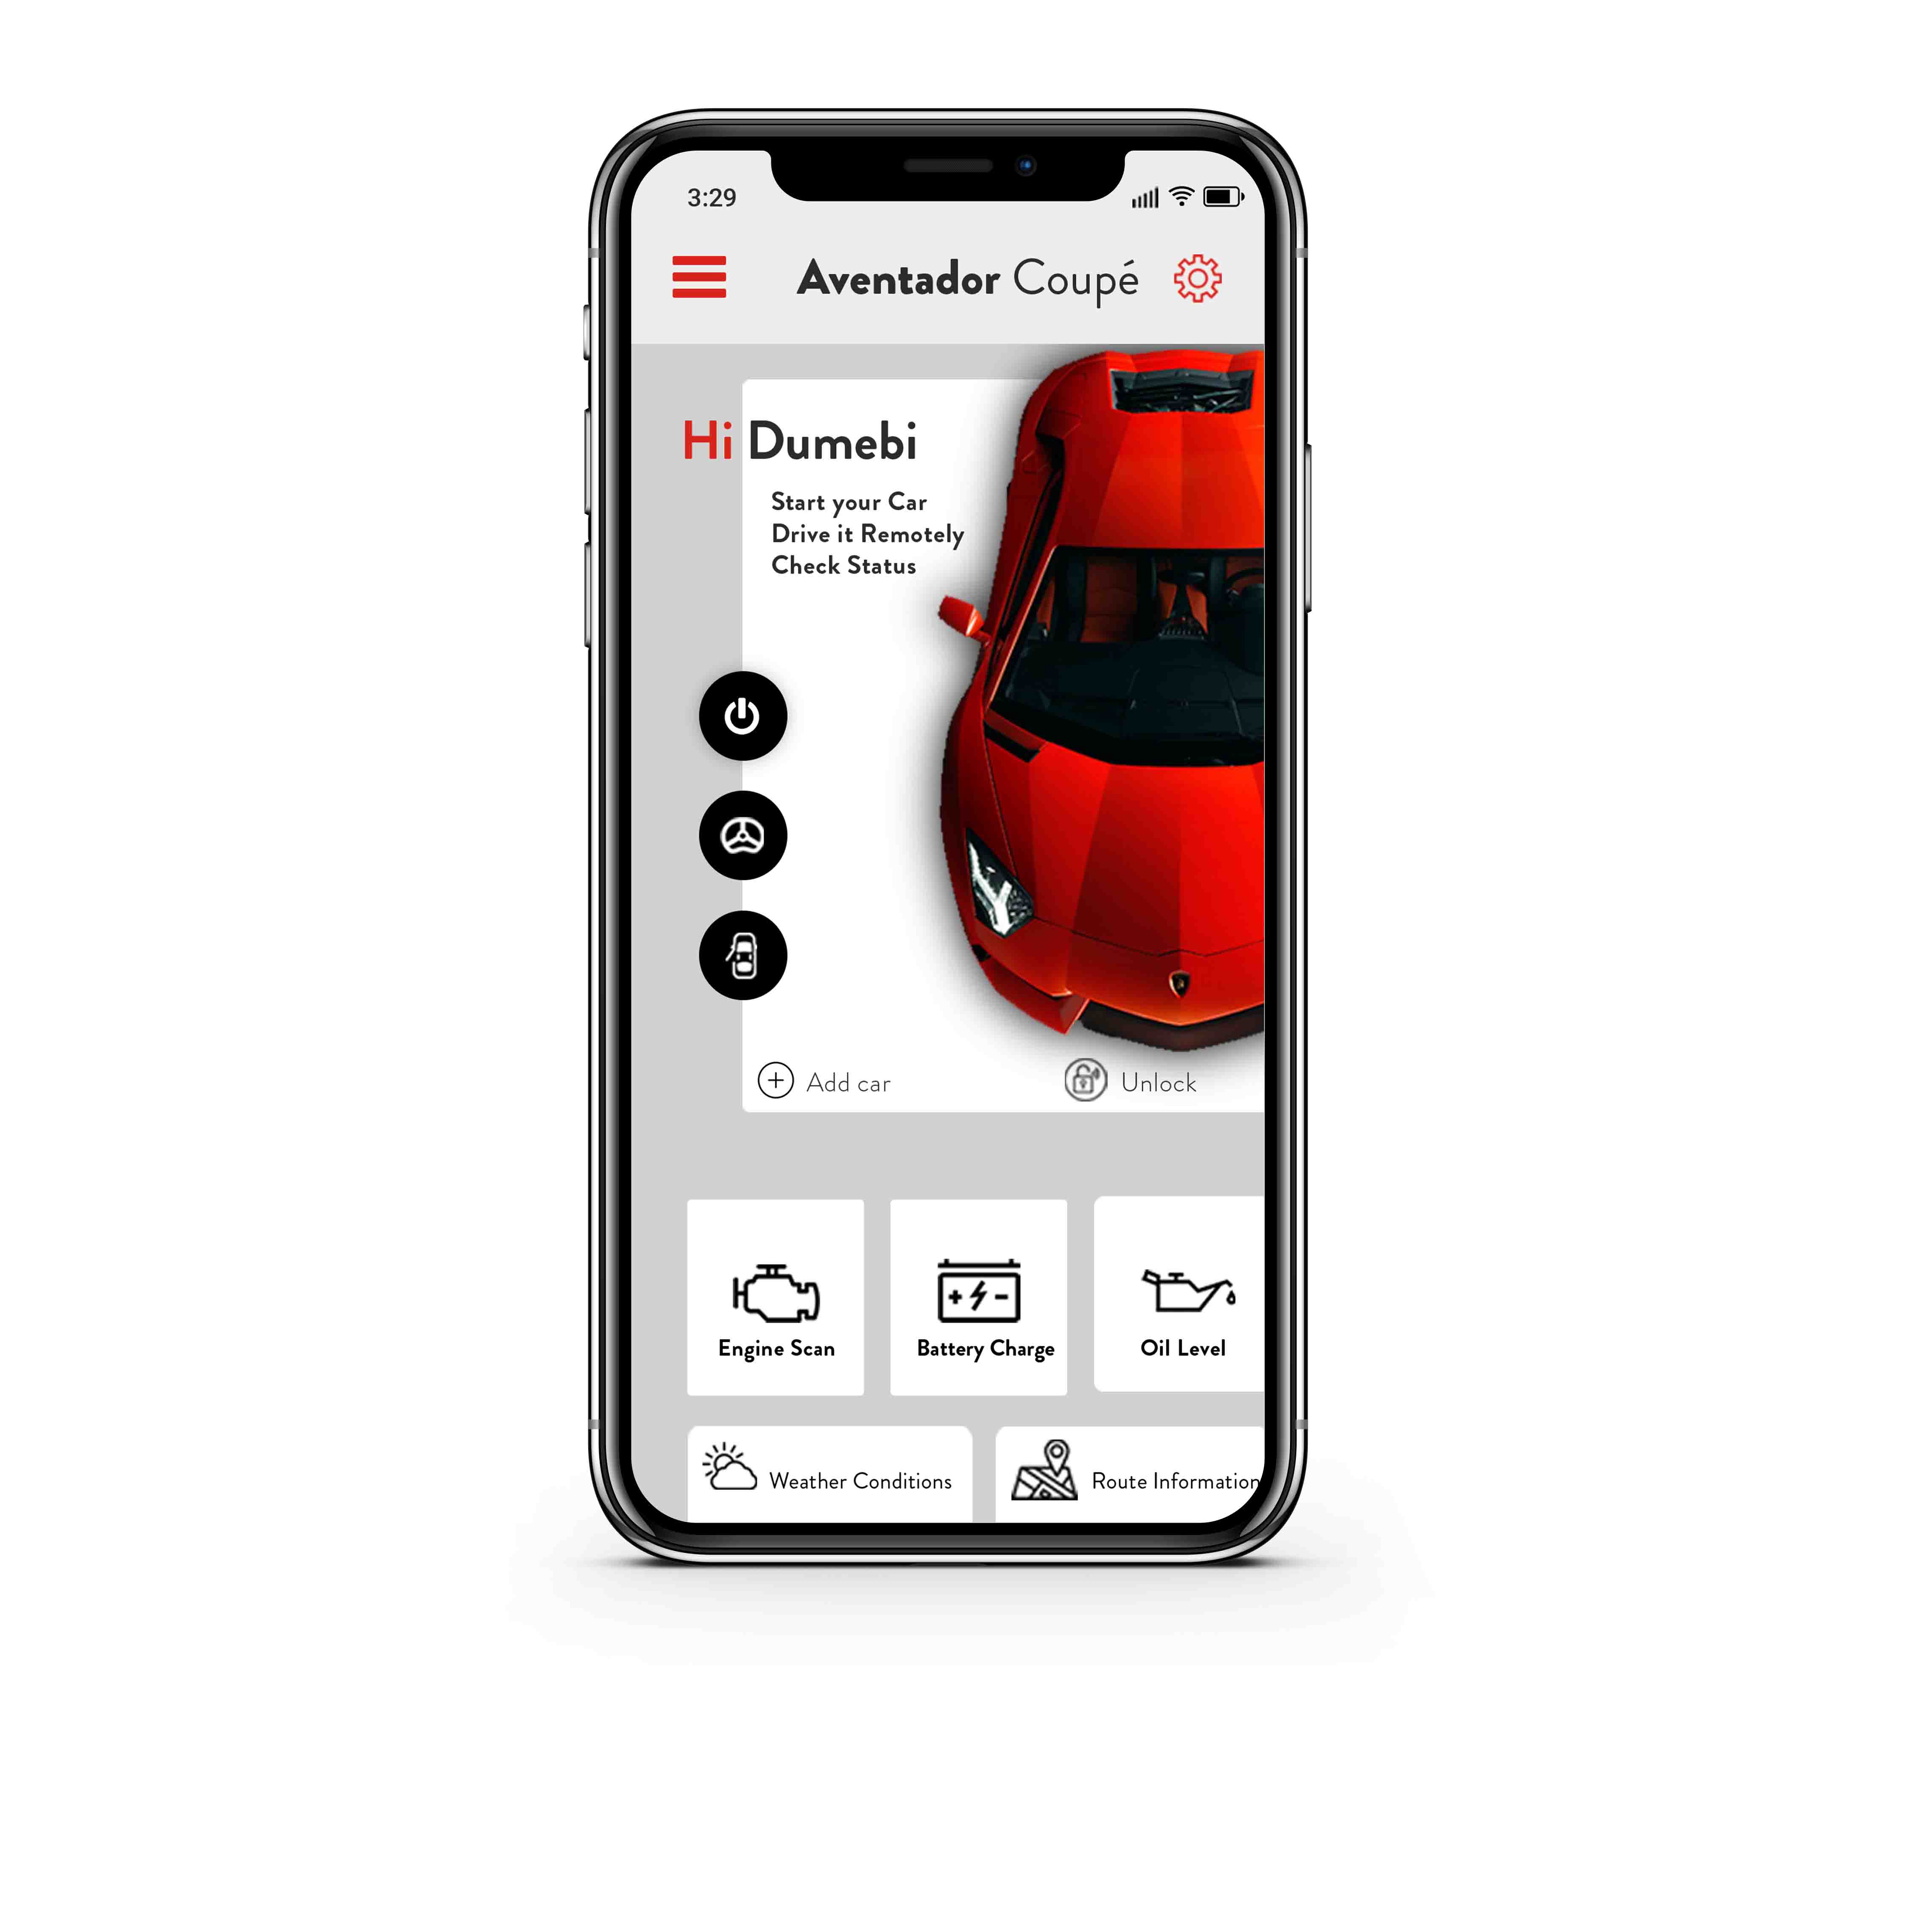 3:29
Aventador Coupé
Hi Dumebi
Start your Car
Drive it Remotely
Check Status
Add car
Unlock
Engine Scan
Battery Charge
Oil Level
Weather Conditions
Route Information